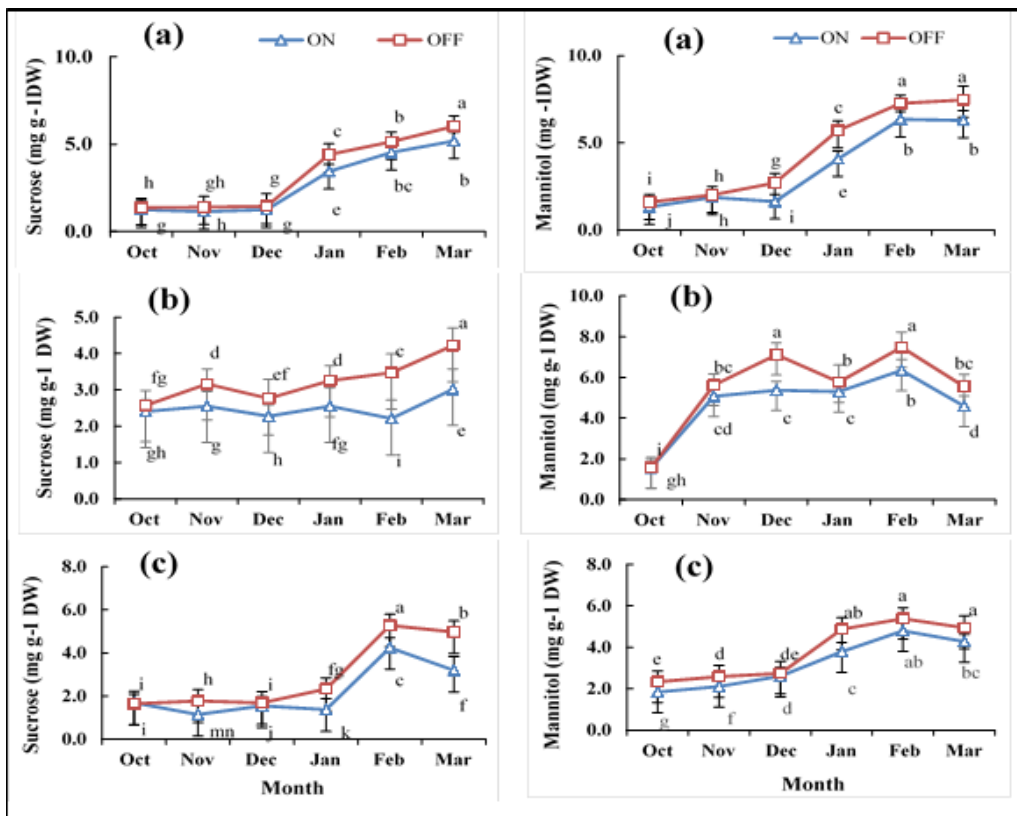 (a)
ON OFF
Sucrose (mg g -1DW)
10.0
5.0
0.0
h gh g c b a
g h g e bc b
Oct Nov Dec Jan Feb Mar
(a)
ON OFF
Mannitol (mg -1DW)
10.0
5.0
0.0
i h g c a a
j h i e b b
Oct Nov Dec Jan Feb Mar
(b)
Sucrose (mg g-1 DW)
5.0
4.0
3.0
2.0
1.0
0.0
fg d ef d c a
gh g h fg i e
Oct Nov Dec Jan Feb Mar
(b)
Mannitol (mg g-1 DW)
10.0
8.0
6.0
4.0
2.0
0.0
i bc a b a bc
gh cd c c b d
Oct Nov Dec Jan Feb Mar
(c)
Sucrose (mg g-1 DW)
8.0
6.0
4.0
2.0
0.0
i h i fg a b
i mn j k c f
Oct Nov Dec Jan Feb Mar
Month
(c)
Mannitol (mg g-1 DW)
8.0
6.0
4.0
2.0
0.0
e d de ab a a
g f d c ab bc
Oct Nov Dec Jan Feb Mar
Month